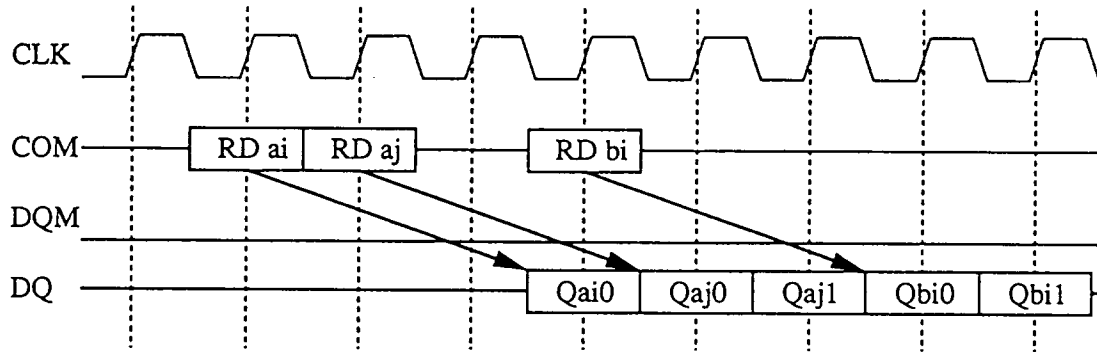 CLK
COM RD ai RD aj RD bi
DQM
DQ Qai0 Qaj0 Qaj1 Qbi0 Qbi1